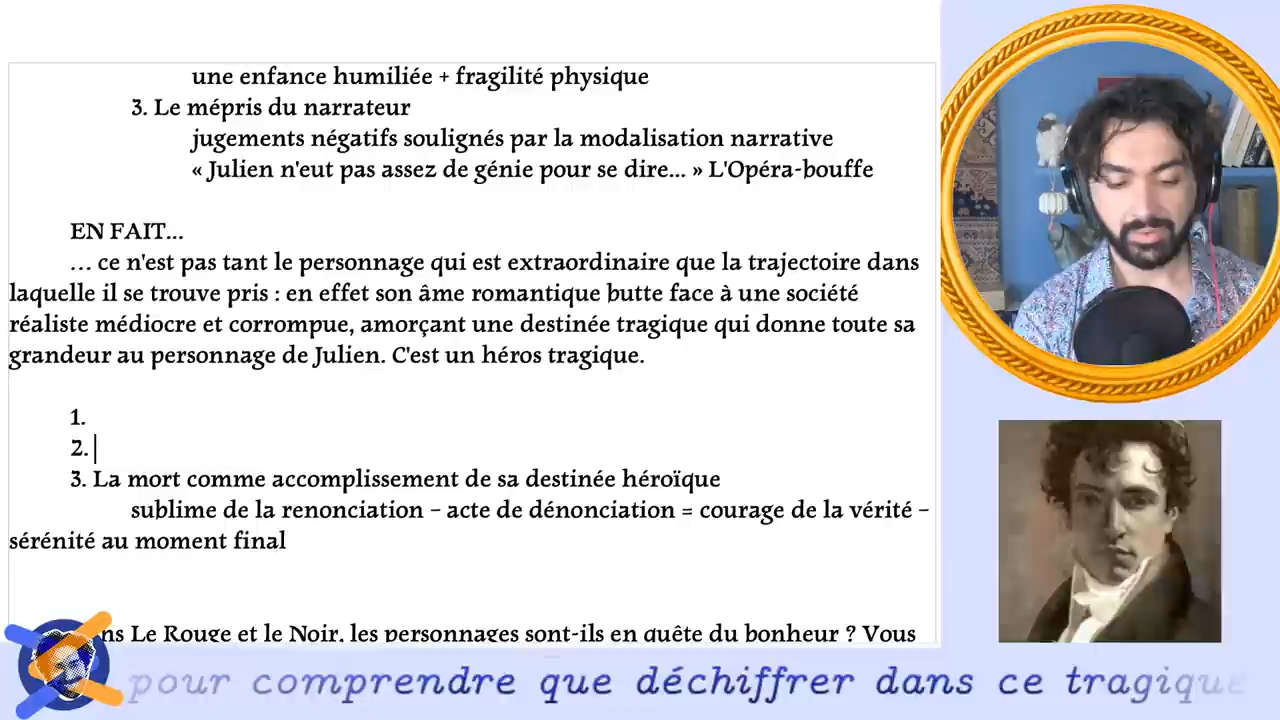 une enfance humiliée + fragilité physique
3. Le mépris du narrateur
jugements négatifs soulignés par la modalisation narrative
« Julien n'eut pas assez de génie pour se dire... » L'Opéra-bouffe
EN FAIT...
... ce n'est pas tant le personnage qui est extraordinaire que la trajectoire dans
laquelle il se trouve pris : en effet son âme romantique butte face à une société
réaliste médiocre et corrompue, amorçant une destinée tragique qui donne toute sa
grandeur au personnage de Julien. C'est un héros tragique.
1.
2.
3. La mort comme accomplissement de sa destinée héroïque
sublime de la renonciation – acte de dénonciation = courage de la vérité –
sérénité au moment final
Le Rouge et le Noir, les personnages sont-ils en quête du bonheur ? Vous
pour comprendre que déchiffrer dans ce tragique